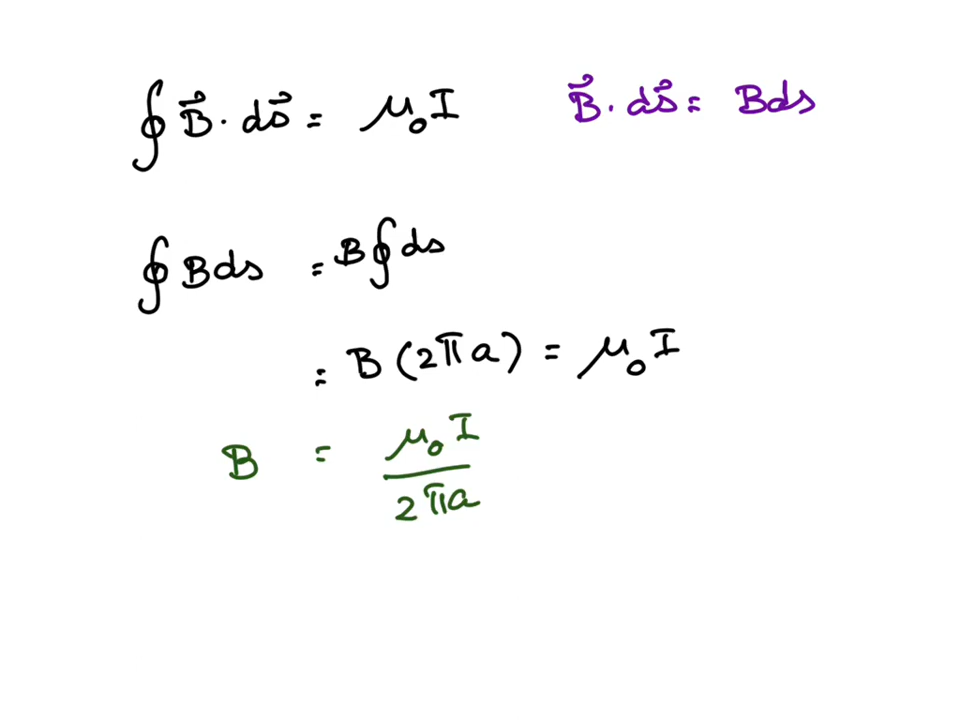 ∮ B⃗ · ds⃗ = μ₀I    B⃗ · ds⃗ = Bds
∮ Bds = B∮ds
= B(2πa) = μ₀I
B = μ₀I / 2πa